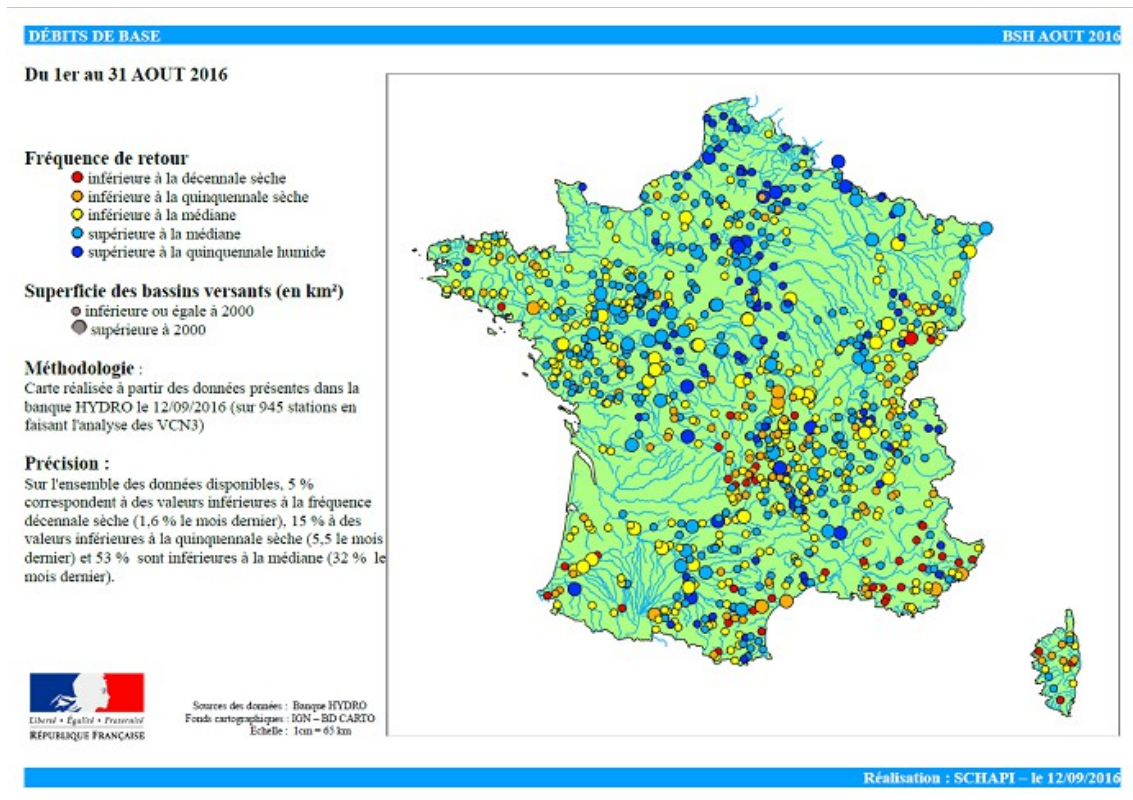 DÉBITS DE BASE
BSH AOUT 2016
Du 1er au 31 AOUT 2016
Fréquence de retour
inférieure à la décennale sèche
inférieure à la quinquennale sèche
inférieure à la médiane
supérieure à la médiane
supérieure à la quinquennale humide
Superficie des bassins versants (en km²)
inférieure ou égale à 2000
supérieure à 2000
Méthodologie :
Carte réalisée à partir des données présentes dans la
banque HYDRO le 12/09/2016 (sur 945 stations en
faisant l'analyse des VCN3)
Précision :
Sur l'ensemble des données disponibles, 5 %
correspondent à des valeurs inférieures à la fréquence
décennale sèche (1,6 % le mois dernier), 15 % à des
valeurs inférieures à la quinquennale sèche (5,5 le mois
dernier) et 53 % sont inférieures à la médiane (32 % le
mois dernier).
Liberté • Égalité • Fraternité
RÉPUBLIQUE FRANÇAISE
Sources des données : Banque HYDRO
Fonds cartographiques : IGN – BD CARTO
Échelle : 1cm = 65 km
Réalisation : SCHAPI – le 12/09/2016